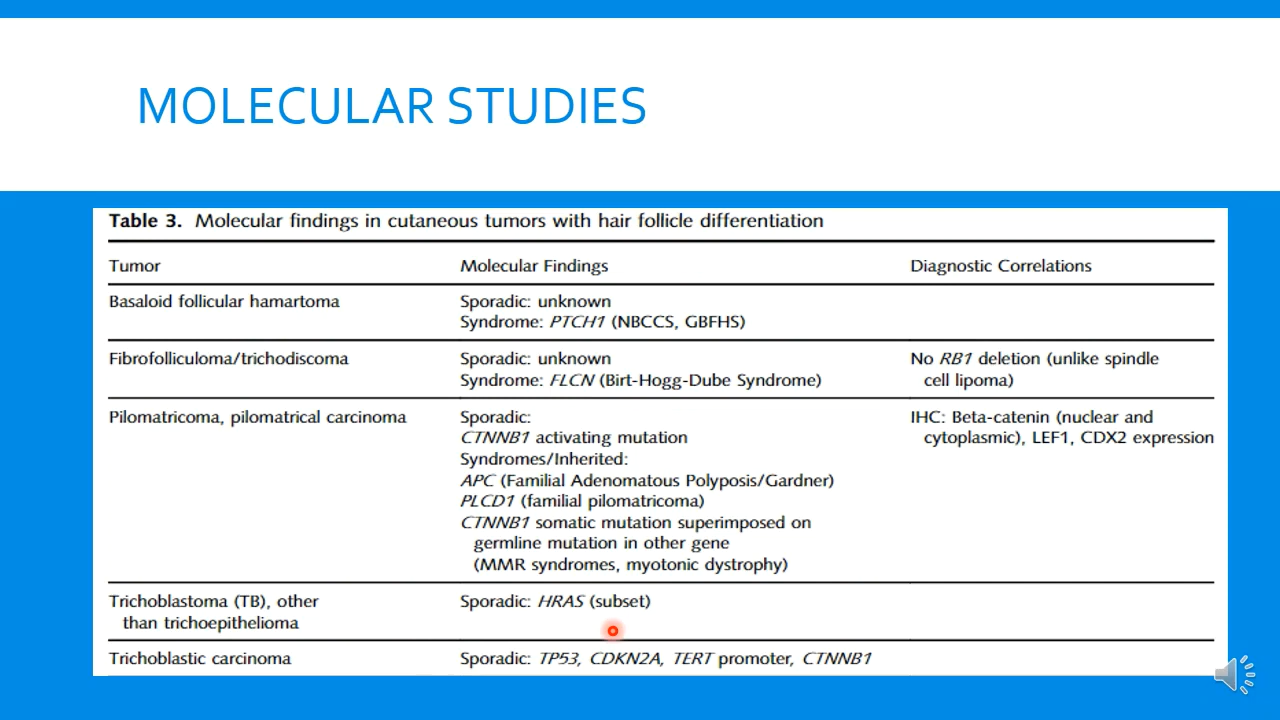 MOLECULAR STUDIES
Table 3. Molecular findings in cutaneous tumors with hair follicle differentiation
Tumor Molecular Findings Diagnostic Correlations
Basaloid follicular hamartoma Sporadic: unknown
Syndrome: PTCH1 (NBCCS, GBFHS)
Fibrofolliculoma/trichodiscoma Sporadic: unknown No RB1 deletion (unlike spindle
Syndrome: FLCN (Birt-Hogg-Dube Syndrome) cell lipoma)
Pilomatricoma, pilomatrical carcinoma Sporadic: IHC: Beta-catenin (nuclear and
CTNNB1 activating mutation cytoplasmic), LEF1, CDX2 expression
Syndromes/Inherited:
APC (Familial Adenomatous Polyposis/Gardner)
PLCD1 (familial pilomatricoma)
CTNNB1 somatic mutation superimposed on
germline mutation in other gene
(MMR syndromes, myotonic dystrophy)
Trichoblastoma (TB), other Sporadic: HRAS (subset)
than trichoepithelioma
Trichoblastic carcinoma Sporadic: TP53, CDKN2A, TERT promoter, CTNNB1